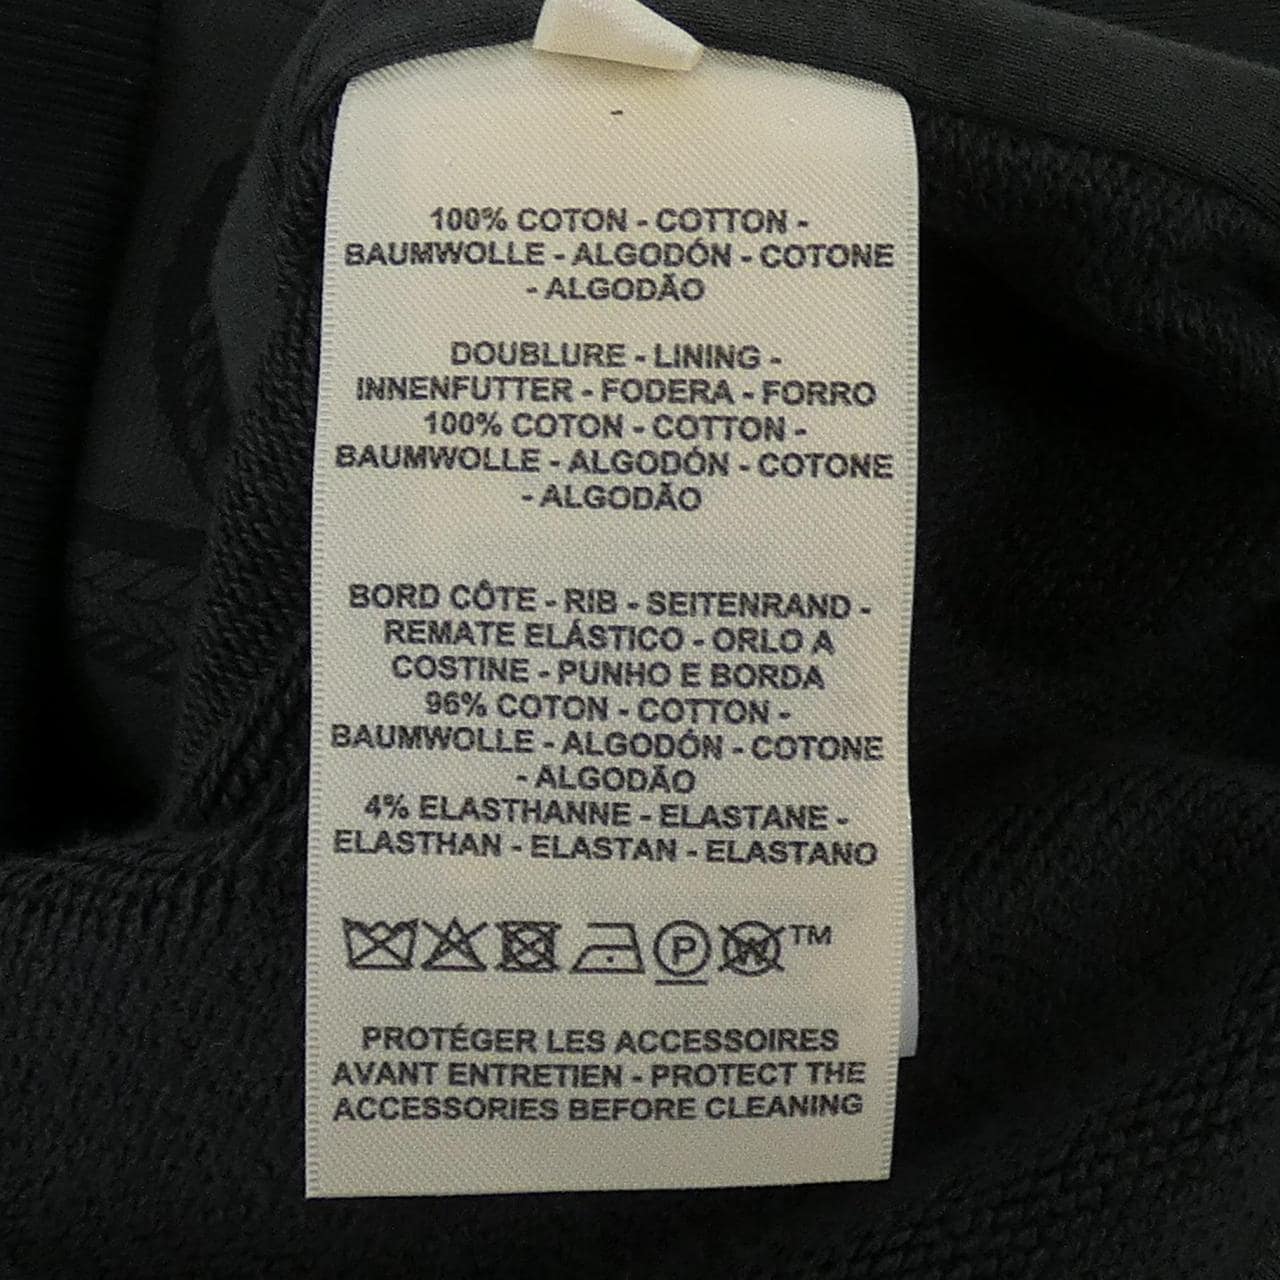 100% COTON - COTTON -
BAUMWOLLE - ALGODÓN - COTONE
- ALGODÃO
DOUBLURE - LINING -
INNENFUTTER - FODERA - FORRO
100% COTON - COTTON -
BAUMWOLLE - ALGODÓN - COTONE
- ALGODÃO
BORD CÔTE - RIB - SEITENRAND -
REMATE ELÁSTICO - ORLO A
COSTINE - PUNHO E BORDA
96% COTON - COTTON -
BAUMWOLLE - ALGODÓN - COTONE
- ALGODÃO
4% ELASTHANNE - ELASTANE -
ELASTHAN - ELASTAN - ELASTANO
P W TM
PROTÉGER LES ACCESSOIRES
AVANT ENTRETIEN - PROTECT THE
ACCESSORIES BEFORE CLEANING